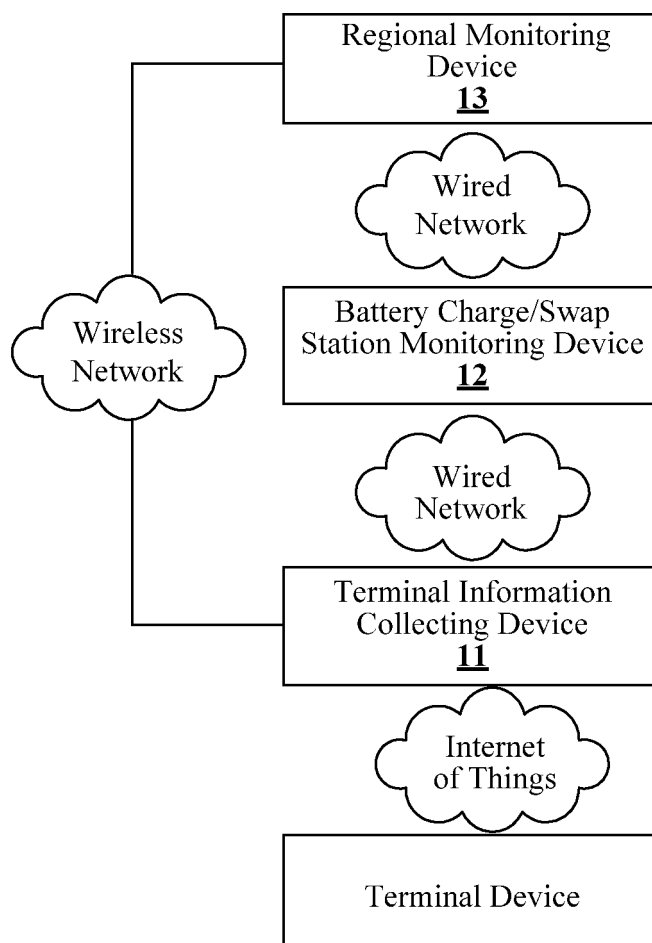 Regional Monitoring
Device
13
Wired
Network
Wireless
Network
Battery Charge/Swap
Station Monitoring Device
12
Wired
Network
Terminal Information
Collecting Device
11
Internet
of Things
Terminal Device